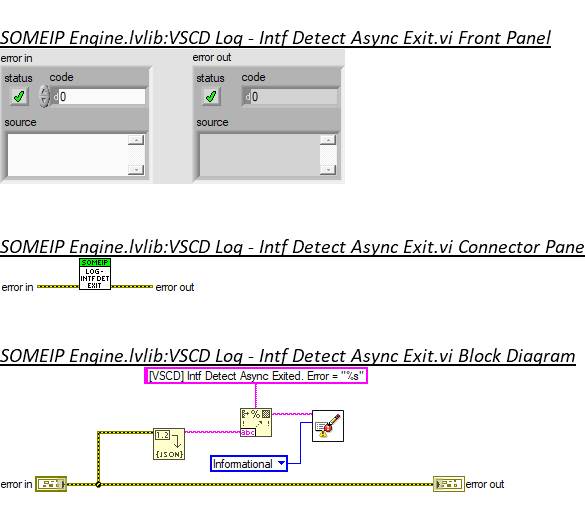 SOMEIP Engine.lvlib:VSCD Log - Intf Detect Async Exit.vi Front Panel
error in error out
status code status code
d0 d0
source source
SOMEIP Engine.lvlib:VSCD Log - Intf Detect Async Exit.vi Connector Pane
SOMEIP
LOG-
INTF DET
EXIT
error in error out
SOMEIP Engine.lvlib:VSCD Log - Intf Detect Async Exit.vi Block Diagram
[VSCD] Intf Detect Async Exited. Error = "%s"
%
abc
1.2
{JSON}
Informational
error in error out